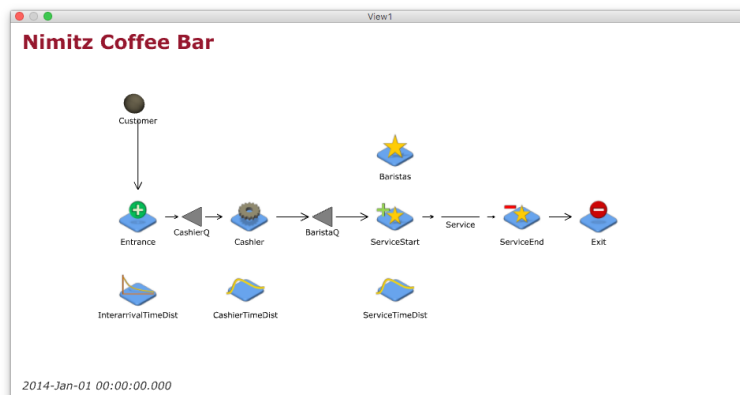 View1
Nimitz Coffee Bar
Customer
Baristas
Entrance
CashierQ
Cashier
BaristaQ
ServiceStart
Service
ServiceEnd
Exit
InterarrivalTimeDist
CashierTimeDist
ServiceTimeDist
2014-Jan-01 00:00:00.000